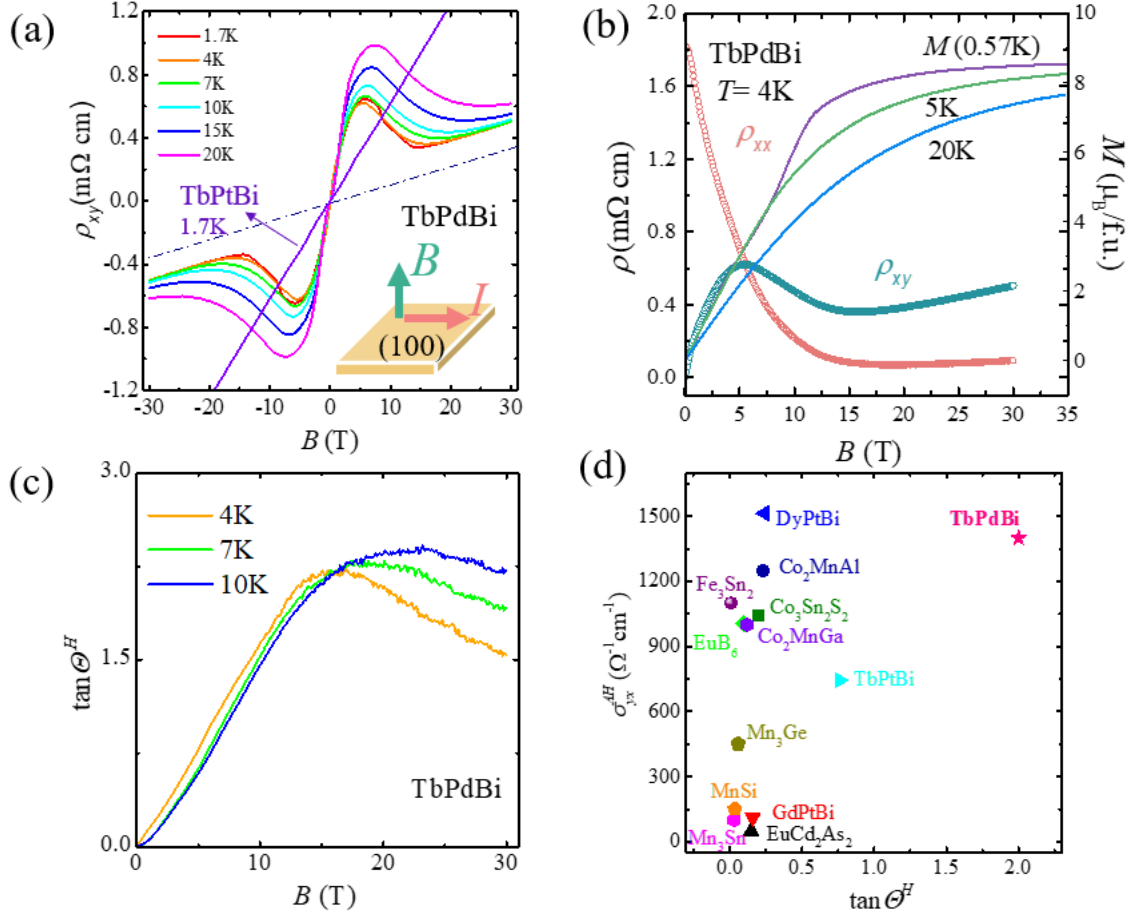 (a)
1.7K
4K
7K
10K
15K
20K
TbPtBi
1.7K
TbPdBi
B
I
(100)
ρxy(mΩ cm)
1.2
0.8
0.4
0.0
-0.4
-0.8
-1.2
-30 -20 -10 0 10 20 30
B (T)
(b)
TbPdBi
T= 4K
M (0.57K)
5K
20K
ρxx
ρxy
ρ (mΩ cm)
2.0
1.6
1.2
0.8
0.4
0.0
10
8
6
4
2
0
M (μB/f.u.)
0 5 10 15 20 25 30 35
B (T)
(c)
4K
7K
10K
TbPdBi
tanΘH
3.0
1.5
0.0
0 10 20 30
B (T)
(d)
DyPtBi
TbPdBi
Co2MnAl
Fe3Sn2
Co3Sn2S2
EuB6
Co2MnGa
TbPtBi
Mn3Ge
MnSi
GdPtBi
Mn3Sn
EuCd2As2
σyxAH (Ω-1cm-1)
1500
1350
1200
1050
900
750
600
450
300
150
0
0.0 0.5 1.0 1.5 2.0
tanΘH